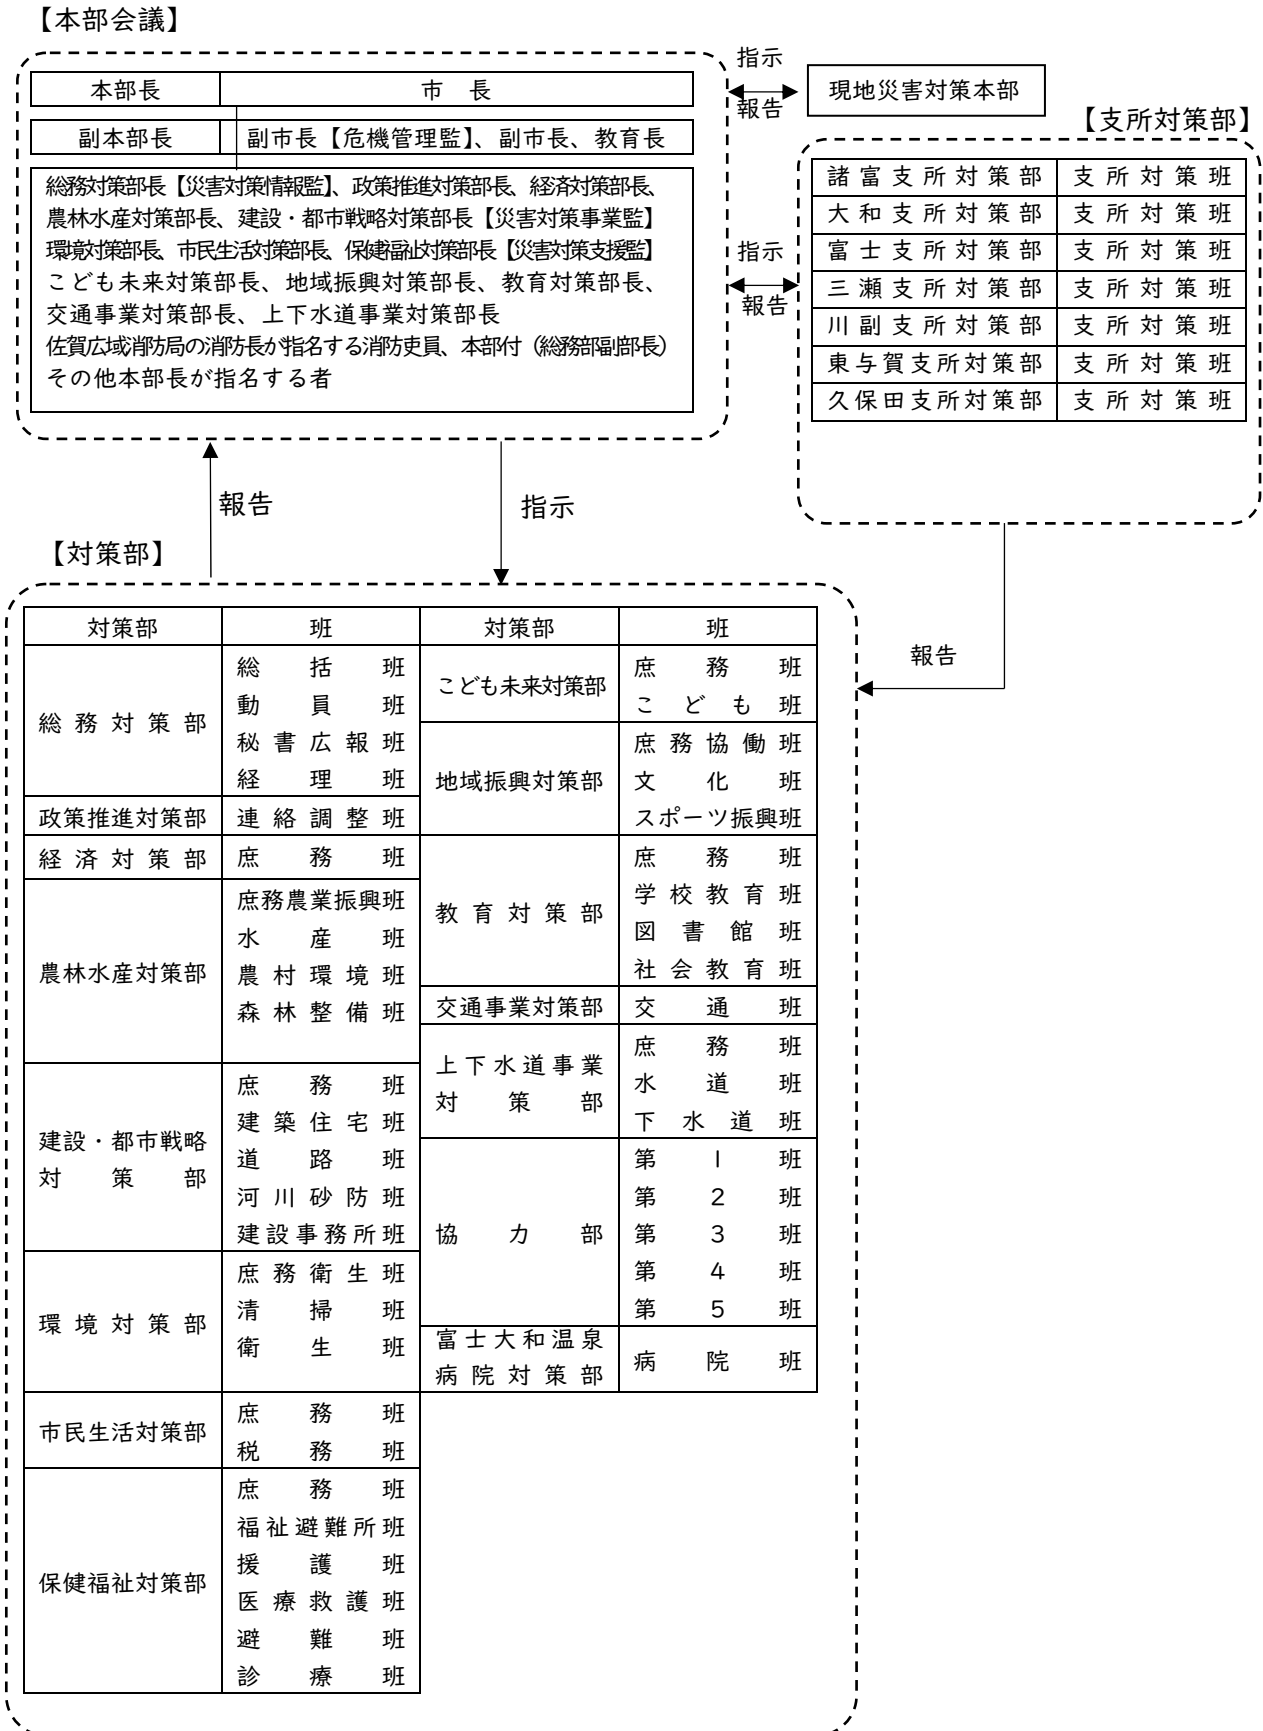 【本部会議】
本部長 市 長
副本部長 副市長【危機管理監】、副市長、教育長
総務対策部長【災害対策情報監】、政策推進対策部長、経済対策部長、
農林水産対策部長、建設・都市戦略対策部長【災害対策事業監】
環境対策部長、市民生活対策部長、保健福祉対策部長【災害対策支援監】
こども未来対策部長、地域振興対策部長、教育対策部長、
交通事業対策部長、上下水道事業対策部長
佐賀広域消防局の消防長が指名する消防吏員、本部付（総務部副部長）
その他本部長が指名する者
指示
報告
現地災害対策本部
【支所対策部】
指示
報告
諸富支所対策部 支所対策班
大和支所対策部 支所対策班
富士支所対策部 支所対策班
三瀬支所対策部 支所対策班
川副支所対策部 支所対策班
東与賀支所対策部 支所対策班
久保田支所対策部 支所対策班
報告
指示
報告
【対策部】
対策部 班
総務対策部
総括班
動員班
秘書広報班
経理班
政策推進対策部 連絡調整班
経済対策部 庶務班
農林水産対策部
庶務農業振興班
水産班
農村環境班
森林整備班
建設・都市戦略
対策部
庶務班
建築住宅班
道路班
河川砂防班
建設事務所班
環境対策部
庶務衛生班
清掃班
衛生班
市民生活対策部
庶務班
税務班
保健福祉対策部
庶務班
福祉避難所班
援護班
医療救護班
避難班
診療班
対策部 班
こども未来対策部
庶務班
こども班
地域振興対策部
庶務協働班
文化班
スポーツ振興班
教育対策部
庶務班
学校教育班
図書館班
社会教育班
交通事業対策部 交通班
上下水道事業
対策部
庶務班
水道班
下水道班
協力部
第1班
第2班
第3班
第4班
第5班
富士大和温泉
病院対策部
病院班